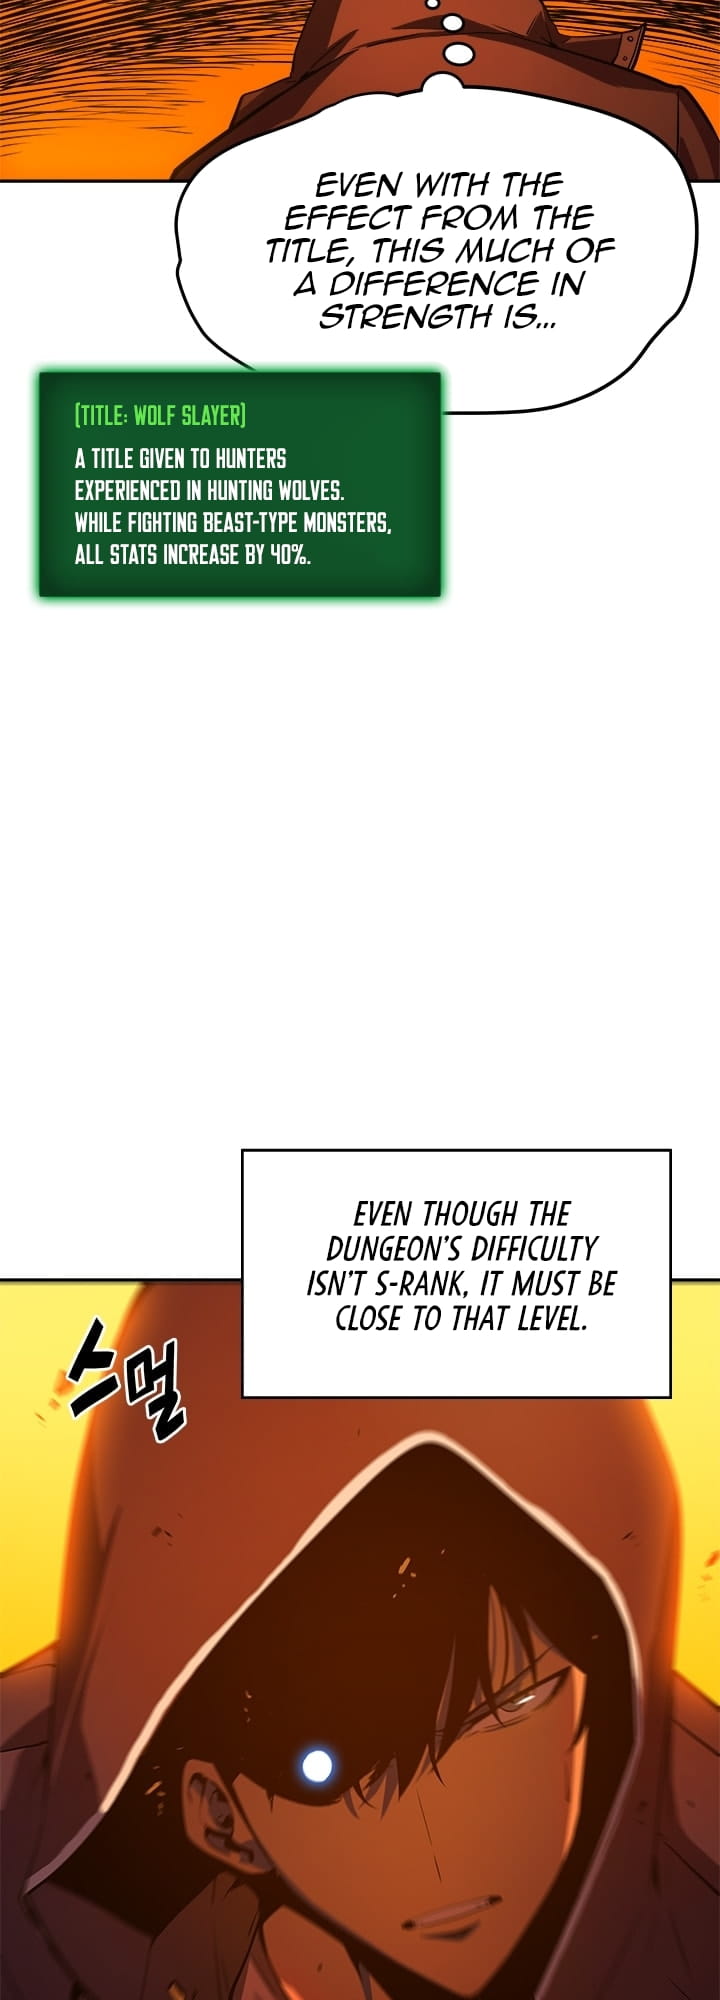 EVEN WITH THE
EFFECT FROM THE
TITLE, THIS MUCH OF
A DIFFERENCE IN
STRENGTH IS...
[TITLE: WOLF SLAYER]
A TITLE GIVEN TO HUNTERS
EXPERIENCED IN HUNTING WOLVES.
WHILE FIGHTING BEAST-TYPE MONSTERS,
ALL STATS INCREASE BY 40%.
EVEN THOUGH THE
DUNGEON'S DIFFICULTY
ISN'T S-RANK, IT MUST BE
CLOSE TO THAT LEVEL.
스멀